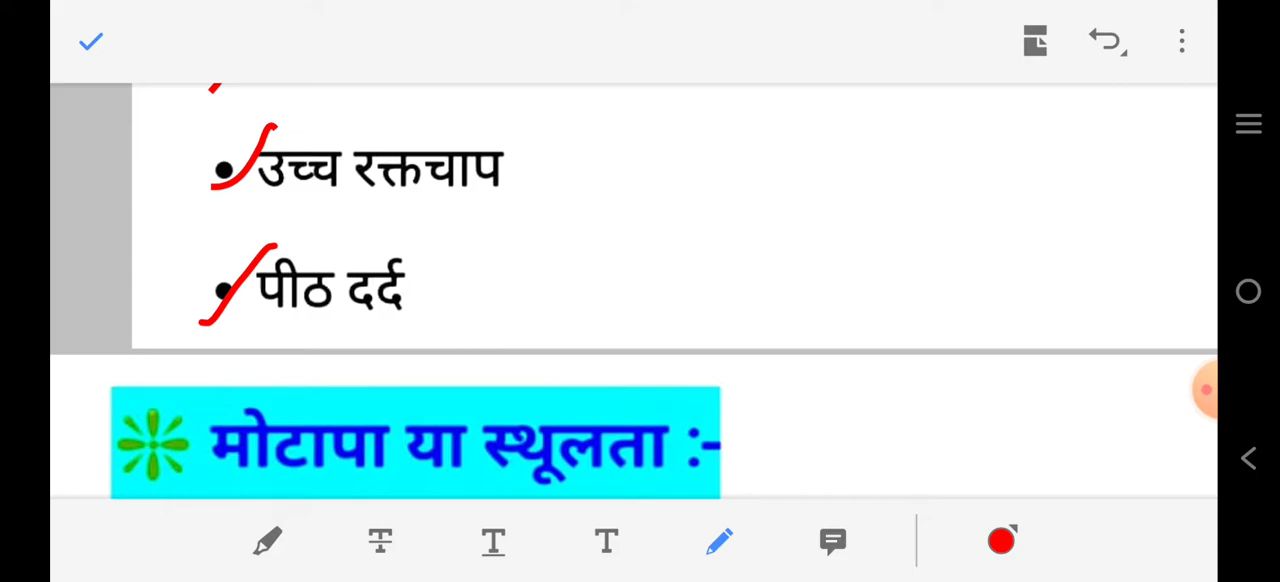 • उच्च रक्तचाप
• पीठ दर्द
मोटापा या स्थूलता :-